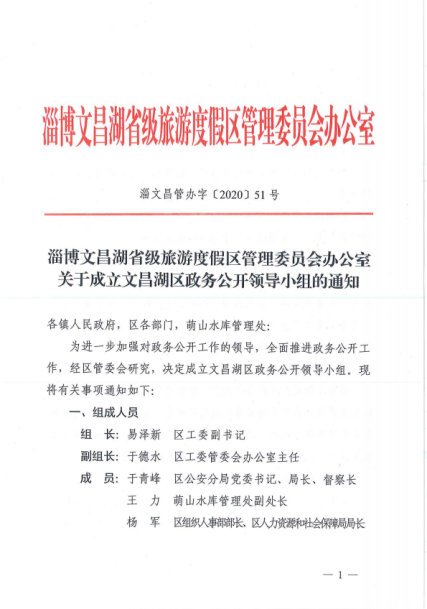 淄博文昌湖省级旅游度假区管理委员会办公室
淄文昌管办字〔2020〕51号
淄博文昌湖省级旅游度假区管理委员会办公室
关于成立文昌湖区政务公开领导小组的通知
各镇人民政府，区各部门，萌山水库管理处：
为进一步加强对政务公开工作的领导，全面推进政务公开工
作，经区管委会研究，决定成立文昌湖区政务公开领导小组。现
将有关事项通知如下：
一、组成人员
组 长：易泽新 区工委副书记
副组长：于德水 区工委管委会办公室主任
成 员：于青峰 区公安分局党委书记、局长、督察长
王 力 萌山水库管理处副处长
杨 军 区组织人事部部长、区人力资源和社会保障局局长
— 1 —